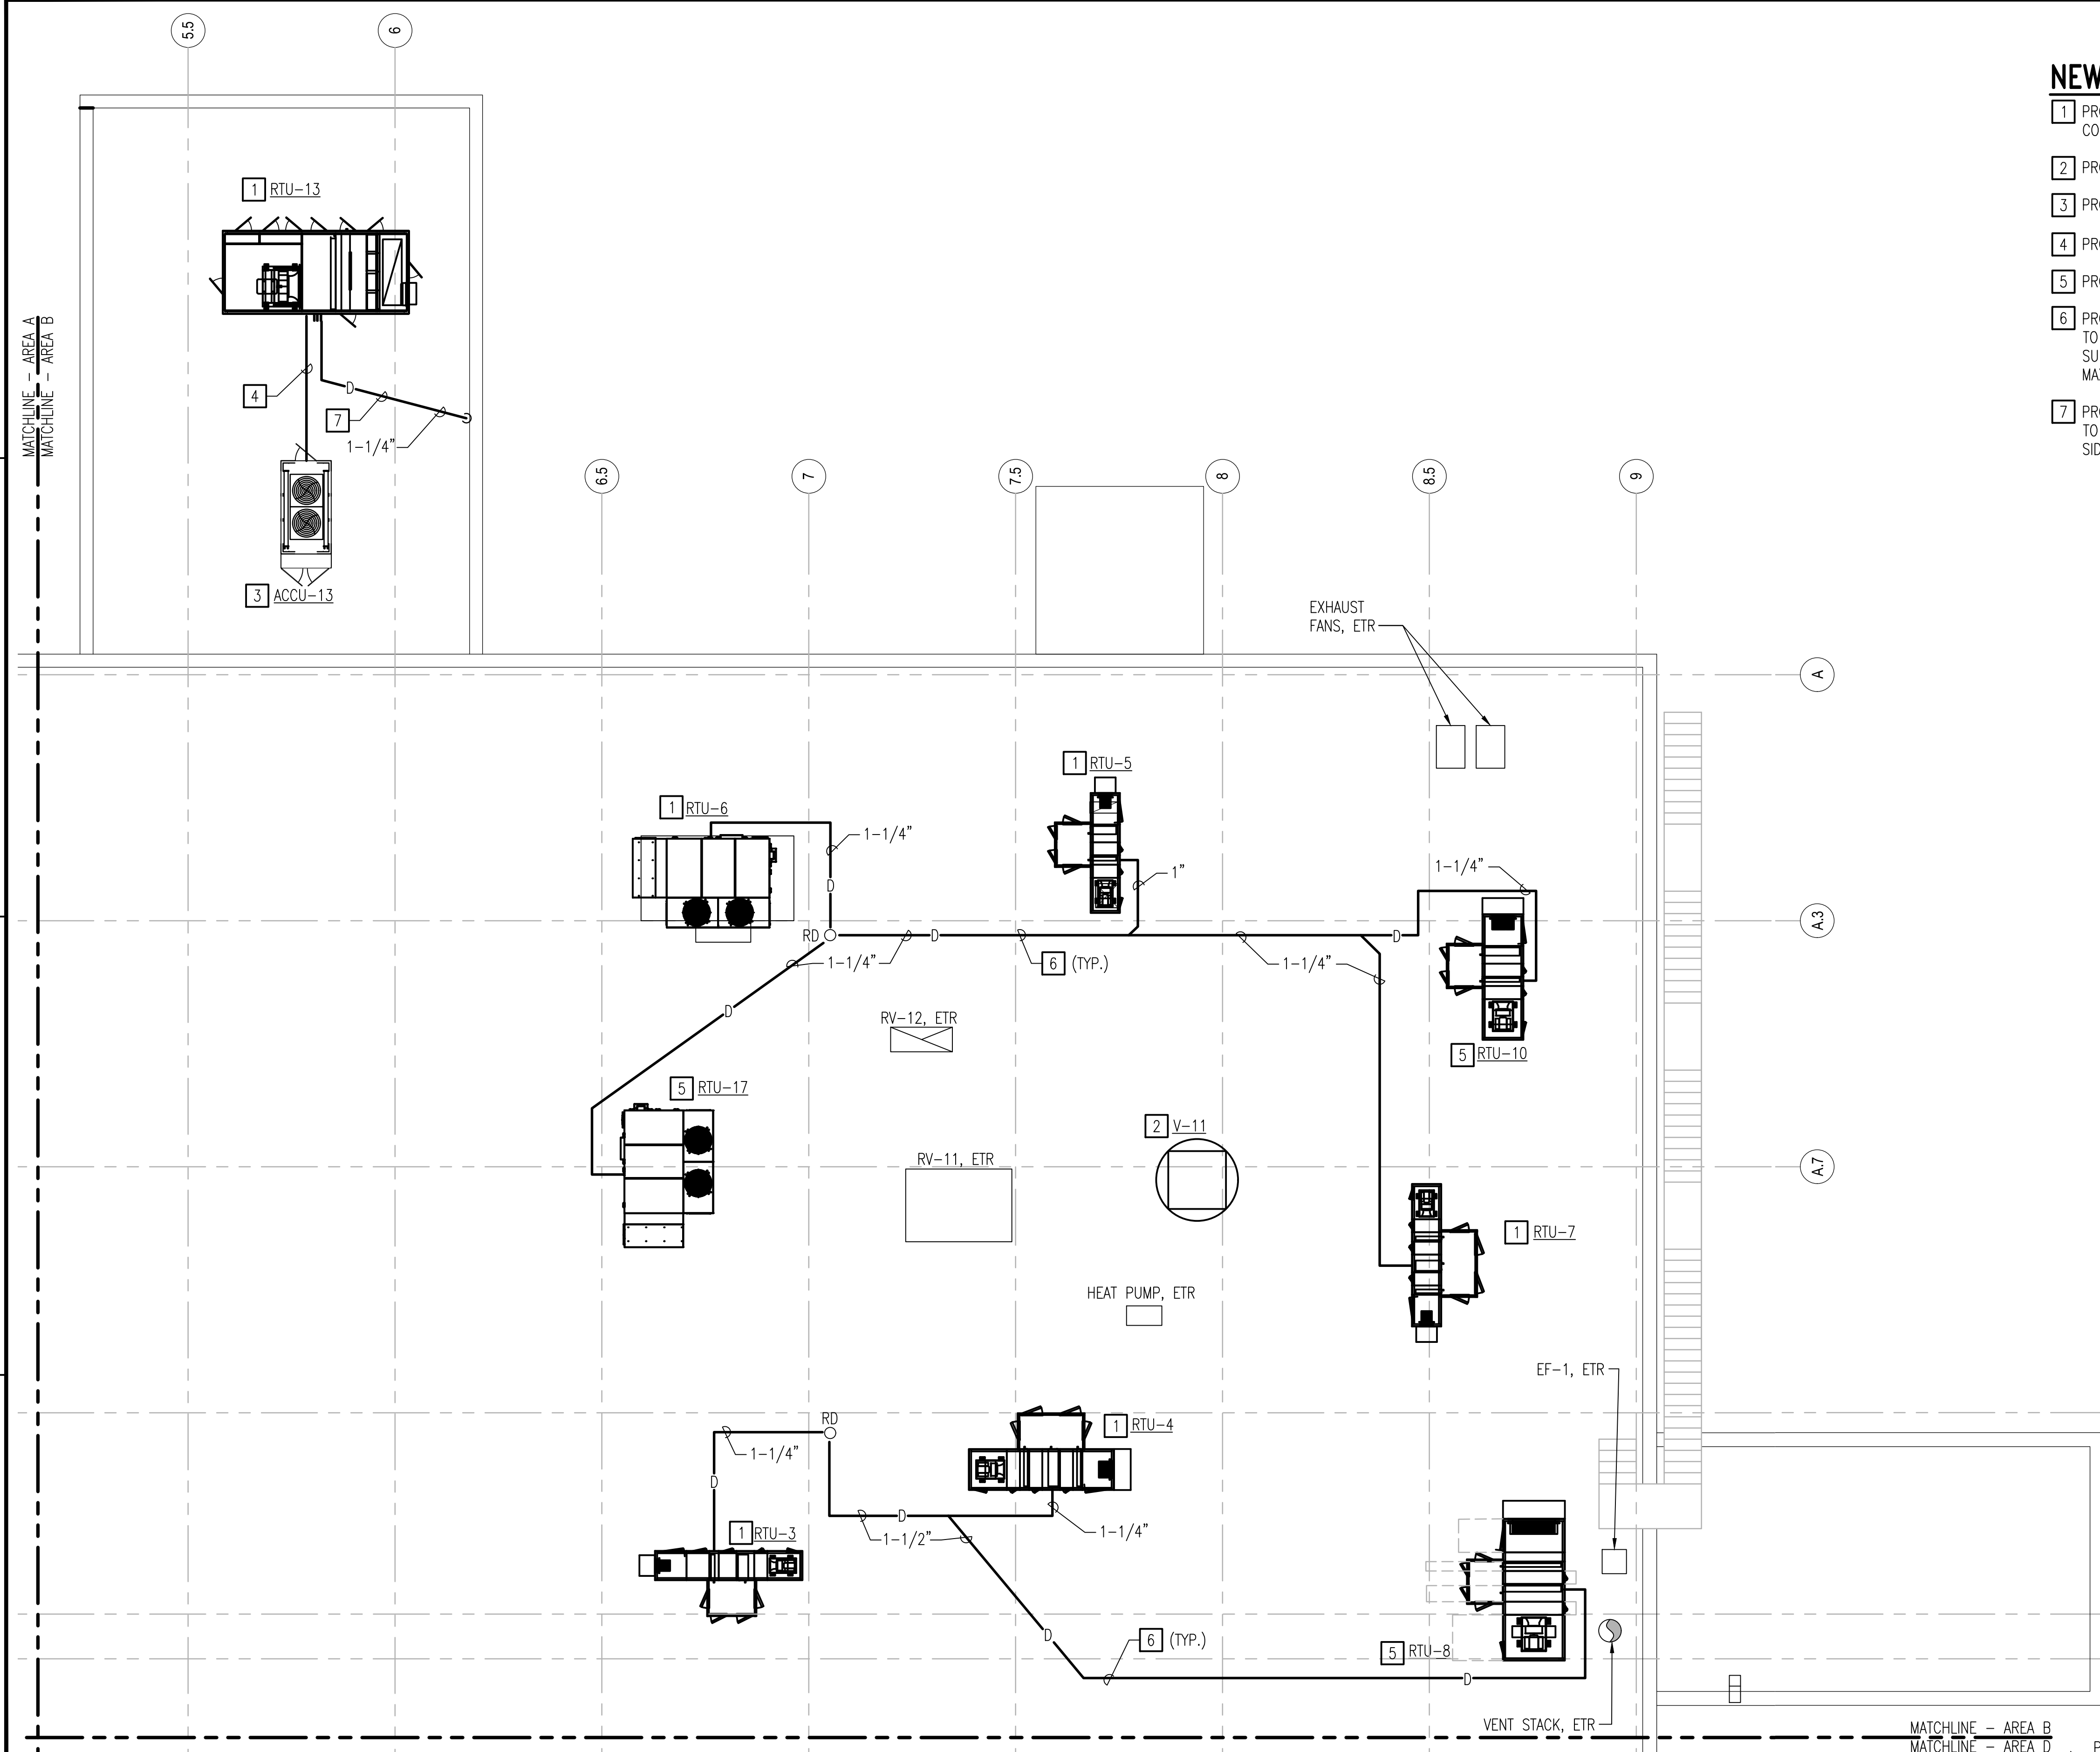 5.5
6
NEW
1 PR
CO
2 PR
3 PR
4 PR
5 PR
6 PR
TO
SU
MA
7 PR
TO
SID
1 RTU-13
MATCHLINE - AREA A
MATCHLINE - AREA B
4
D
7
1-1/4"
3 ACCU-13
6.5
7
7.5
8
8.5
9
EXHAUST
FANS, ETR
A
1 RTU-5
1 RTU-6
1-1/4"
1"
1-1/4"
D
A.3
RD
D
D
1-1/4"
6 (TYP.)
1-1/4"
D
RV-12, ETR
5 RTU-10
5 RTU-17
2 V-11
RV-11, ETR
A.7
1 RTU-7
HEAT PUMP, ETR
EF-1, ETR
RD
1 RTU-4
1-1/4"
D
D
1-1/2"
1-1/4"
1 RTU-3
D
6 (TYP.)
5 RTU-8
D
VENT STACK, ETR
MATCHLINE - AREA B
MATCHLINE - AREA D